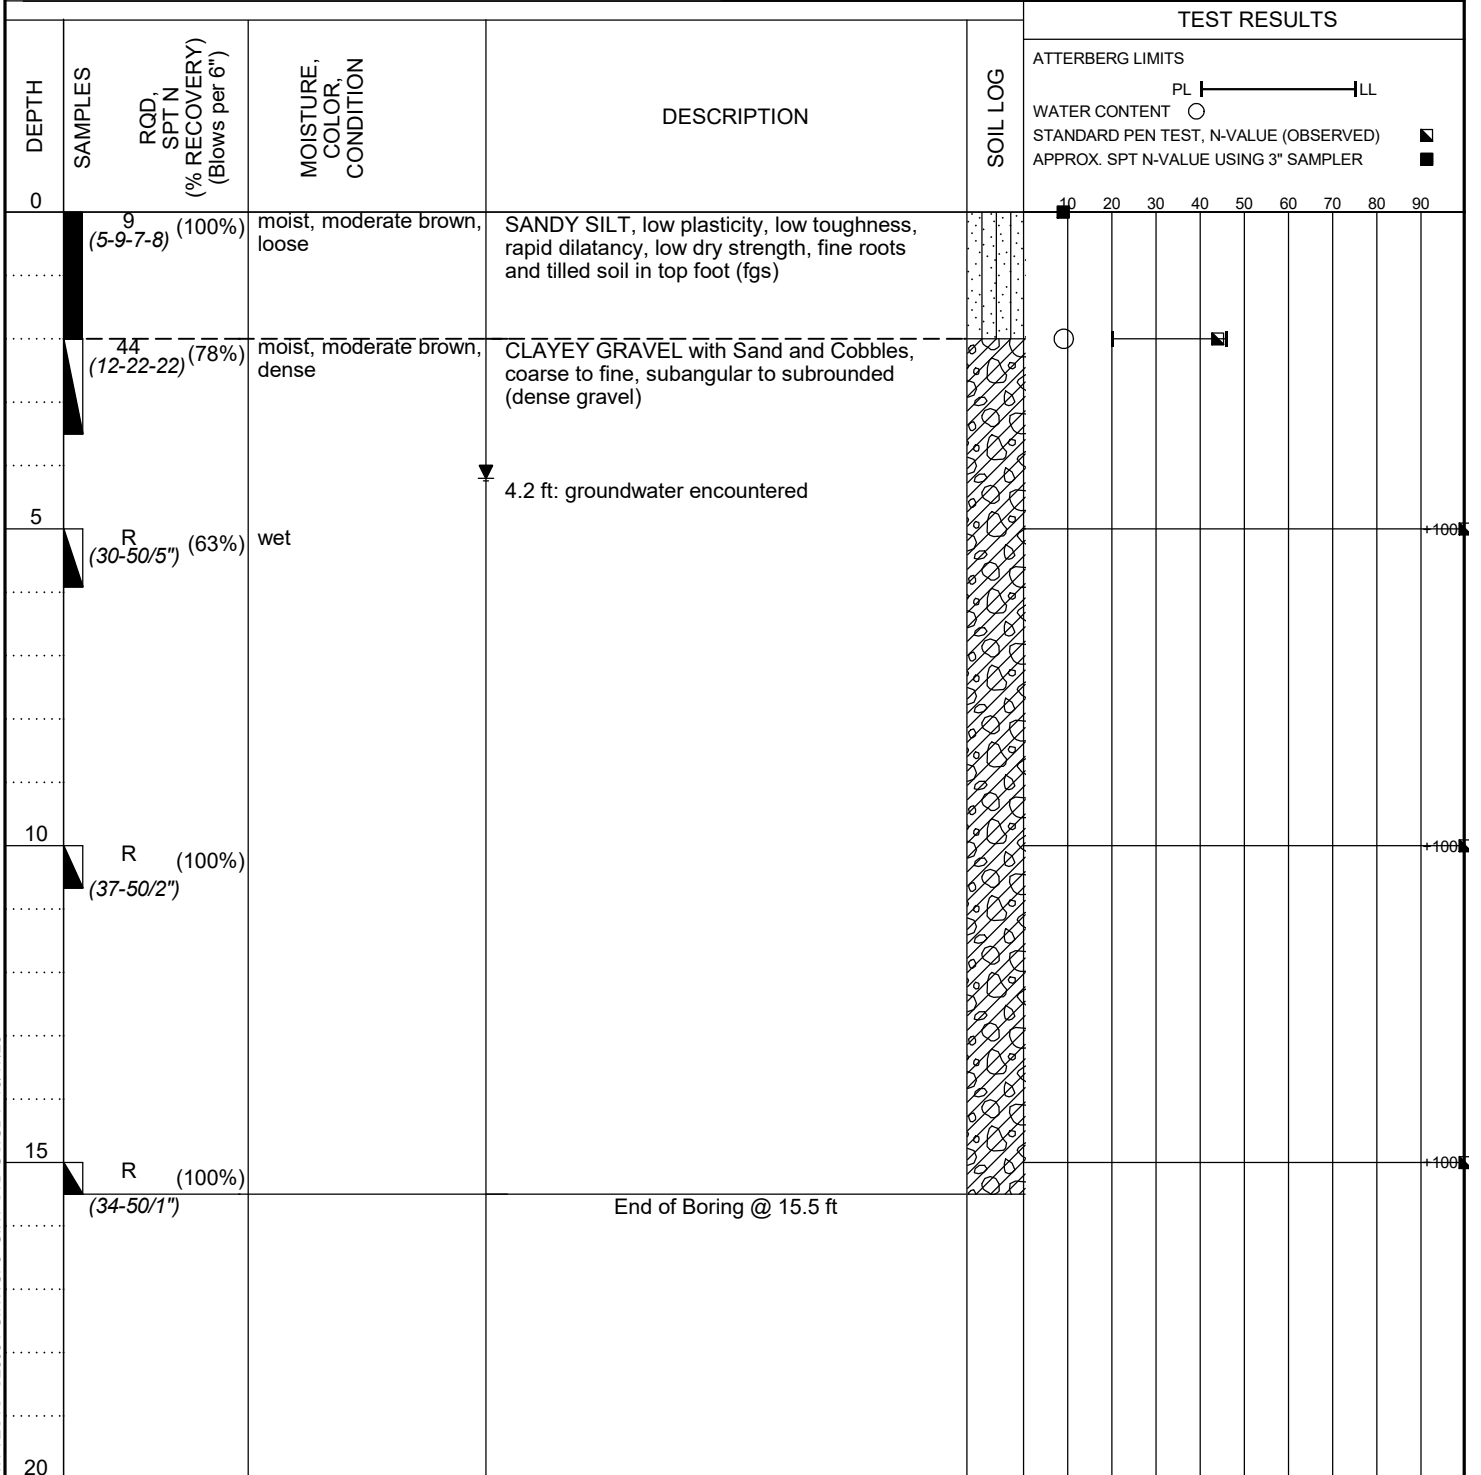 TEST RESULTS
DEPTH
SAMPLES
RQD,
SPT N
(% RECOVERY)
(Blows per 6")
MOISTURE,
COLOR,
CONDITION
DESCRIPTION
SOIL LOG
ATTERBERG LIMITS
PL LL
WATER CONTENT
STANDARD PEN TEST, N-VALUE (OBSERVED)
APPROX. SPT N-VALUE USING 3" SAMPLER
0
10 20 30 40 50 60 70 80 90
9
(5-9-7-8) (100%)
moist, moderate brown,
loose
SANDY SILT, low plasticity, low toughness,
rapid dilatancy, low dry strength, fine roots
and tilled soil in top foot (fgs)
44
(12-22-22) (78%)
moist, moderate brown,
dense
CLAYEY GRAVEL with Sand and Cobbles,
coarse to fine, subangular to subrounded
(dense gravel)
4.2 ft: groundwater encountered
5
R
(30-50/5") (63%)
wet
+100
10
R
(100%)
(37-50/2")
+100
15
R
(100%)
(34-50/1")
+100
End of Boring @ 15.5 ft
20